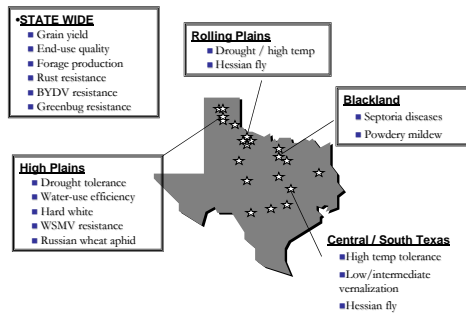 •STATE WIDE
■ Grain yield
■ End-use quality
■ Forage production
■ Rust resistance
■ BYDV resistance
■ Greenbug resistance
Rolling Plains
■ Drought / high temp
■ Hessian fly
Blackland
■ Septoria diseases
■ Powdery mildew
High Plains
■ Drought tolerance
■ Water-use efficiency
■ Hard white
■ WSMV resistance
■ Russian wheat aphid
Central / South Texas
■High temp tolerance
■Low/intermediate
vernalization
■Hessian fly